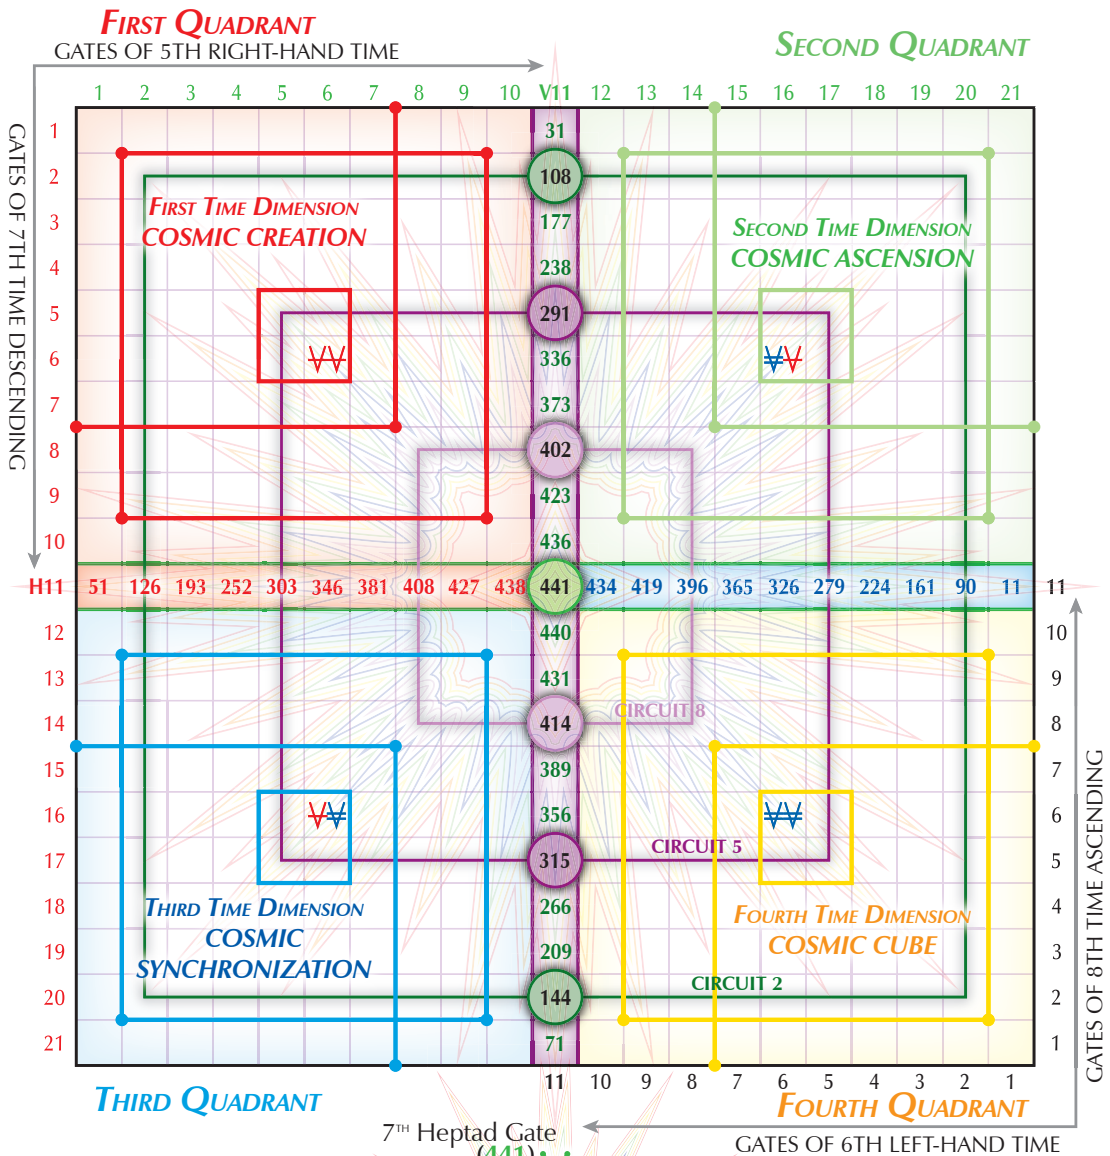 FIRST QUADRANT
GATES OF 5TH RIGHT-HAND TIME
SECOND QUADRANT
1 2 3 4 5 6 7 8 9 10 V11 12 13 14 15 16 17 18 19 20 21
GATES OF 7TH TIME DESCENDING
1 31
2 108
3 177
FIRST TIME DIMENSION
COSMIC CREATION
SECOND TIME DIMENSION
COSMIC ASCENSION
4 238
5 291
6 336
7 373
8 402
9 423
10 436
H11 51 126 193 252 303 346 381 408 427 438 441 434 419 396 365 326 279 224 161 90 11 11
12 440 10
13 431 9
CIRCUIT 8
14 414 8
15 389 7
16 356 6
CIRCUIT 5
17 315 5
18 266 4
THIRD TIME DIMENSION
COSMIC
SYNCHRONIZATION
FOURTH TIME DIMENSION
COSMIC CUBE
19 209 3
CIRCUIT 2
20 144 2
21 71 1
GATES OF 8TH TIME ASCENDING
11 10 9 8 7 6 5 4 3 2 1
THIRD QUADRANT
FOURTH QUADRANT
7TH Heptad Gate
(441)
GATES OF 6TH LEFT-HAND TIME